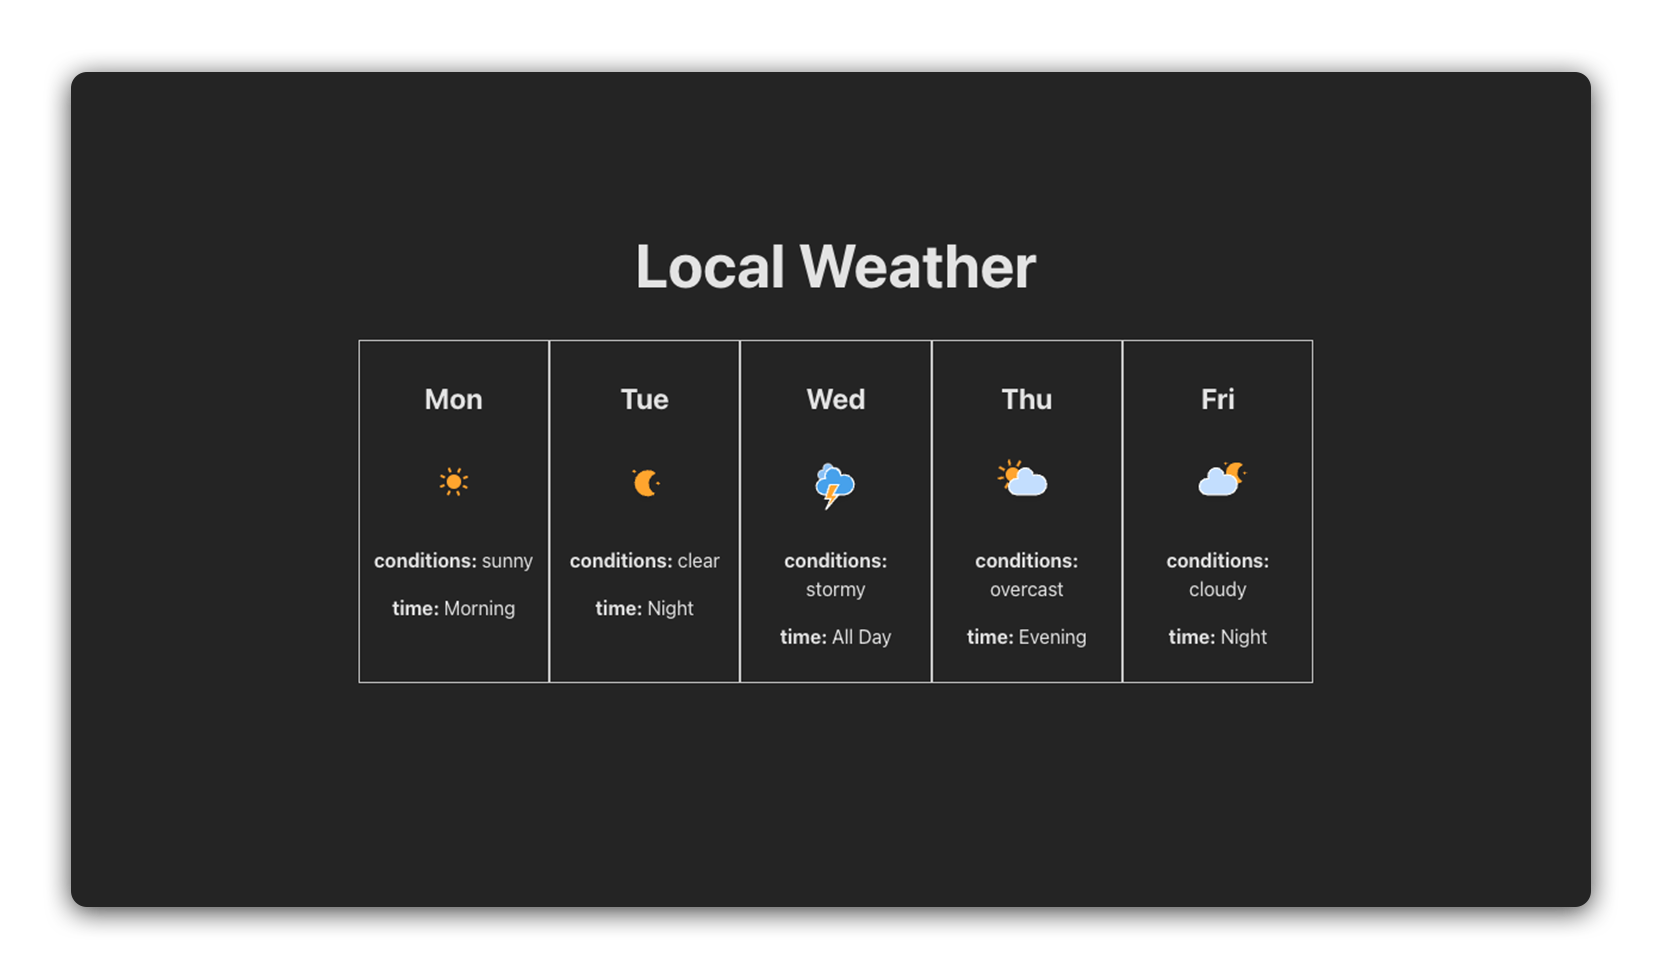 Local Weather
Mon
conditions: sunny
time: Morning
Tue
conditions: clear
time: Night
Wed
conditions:
stormy
time: All Day
Thu
conditions:
overcast
time: Evening
Fri
conditions:
cloudy
time: Night